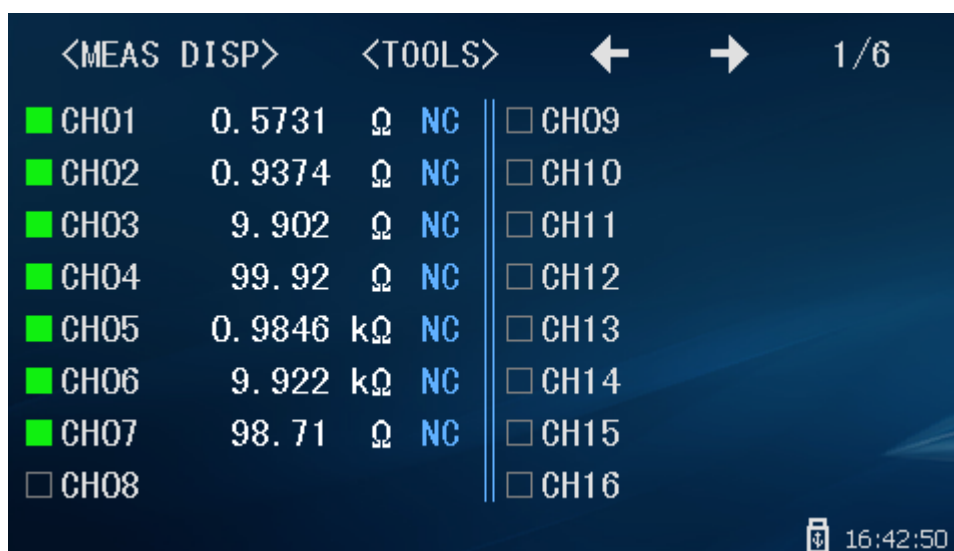 <MEAS DISP> <TOOLS> ← → 1/6
CH01 0.5731 Ω NC CH09
CH02 0.9374 Ω NC CH10
CH03 9.902 Ω NC CH11
CH04 99.92 Ω NC CH12
CH05 0.9846 kΩ NC CH13
CH06 9.922 kΩ NC CH14
CH07 98.71 Ω NC CH15
CH08 CH16
16:42:50